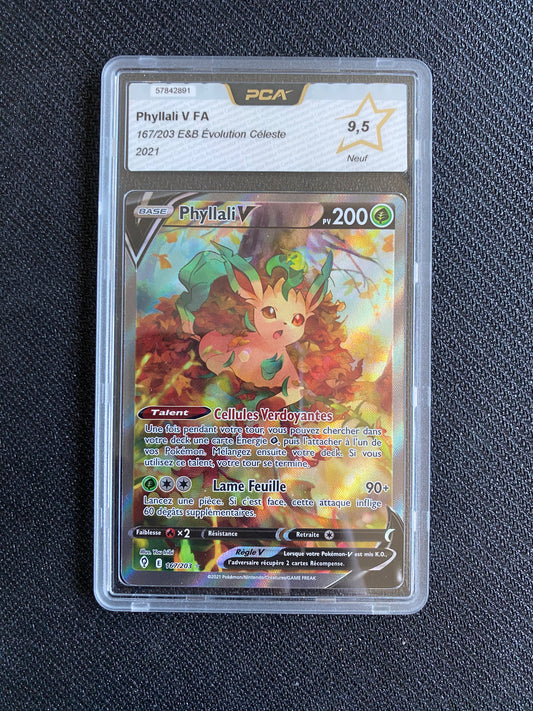 57842891
PCA
Phyllali V FA
167/203 E&B Évolution Céleste
2021
9,5
Neuf
BASE
Phyllali V
PV 200
Talent Cellules Verdoyantes
Une fois pendant votre tour, vous pouvez chercher dans
votre deck une carte Énergie, puis l'attacher à l'un de
vos Pokémon. Mélangez ensuite votre deck. Si vous
utilisez ce talent, votre tour se termine.
Lame Feuille 90+
Lancez une pièce. Si c'est face, cette attaque inflige
60 dégâts supplémentaires.
Faiblesse ×2 Résistance Retraite
Illus.
Règle V Lorsque votre Pokémon-V est mis K.O.,
l'adversaire récupère 2 cartes Récompense.
167/203
©2021 Pokémon/Nintendo/Creatures/GAME FREAK